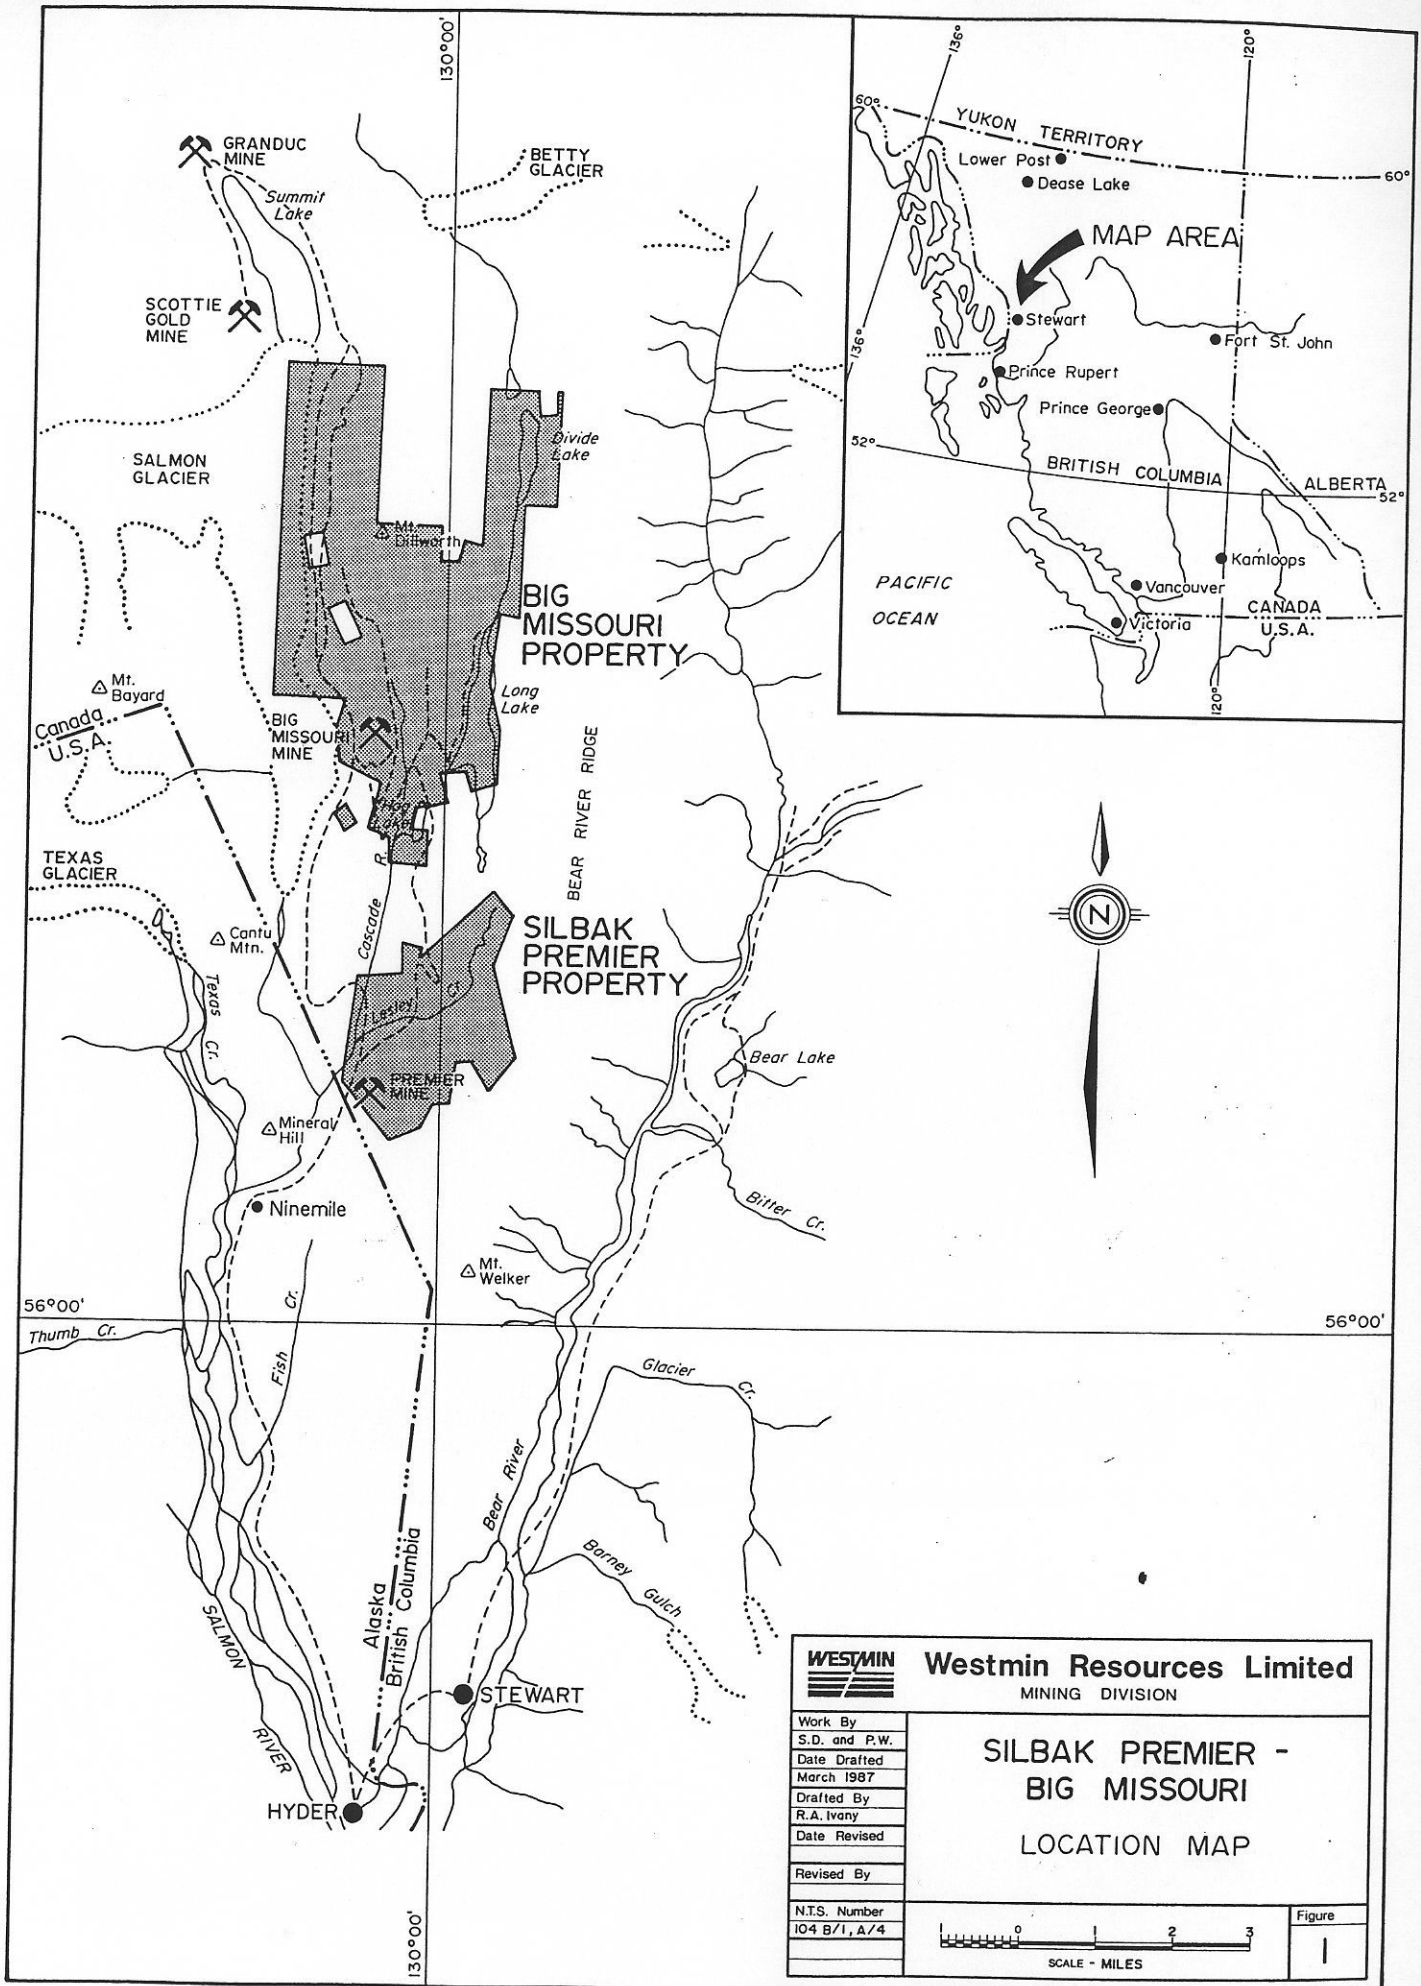 130°00'
GRANDUC
MINE
Summit
Lake
BETTY
GLACIER
SCOTTIE
GOLD
MINE
SALMON
GLACIER
Divide
Lake
Mt.
Dillworth
BIG
MISSOURI
PROPERTY
Mt.
Bayard
Canada
U.S.A.
BIG
MISSOURI
MINE
Long
Lake
BEAR RIVER RIDGE
Hog
Lake
TEXAS
GLACIER
Cascade R.
Cantu
Mtn.
SILBAK
PREMIER
PROPERTY
Texas Cr.
Lesley Cr.
Bear Lake
PREMIER
MINE
Mineral
Hill
Ninemile
Bitter Cr.
Mt.
Welker
56°00'
56°00'
Thumb Cr.
Fish Cr.
Glacier Cr.
Bear River
Barney Gulch
Alaska
British Columbia
SALMON RIVER
STEWART
HYDER
130°00'
136°
120°
60°
YUKON TERRITORY
Lower Post
Dease Lake
60°
MAP AREA
Stewart
Fort St. John
136°
Prince Rupert
Prince George
52°
BRITISH COLUMBIA
ALBERTA
52°
Kamloops
PACIFIC
OCEAN
Vancouver
Victoria
CANADA
U.S.A.
120°
N
WESTMIN
Westmin Resources Limited
MINING DIVISION
Work By
S.D. and P.W.
Date Drafted
March 1987
Drafted By
R.A. Ivany
Date Revised
Revised By
N.T.S. Number
104 B/1, A/4
SILBAK PREMIER -
BIG MISSOURI
LOCATION MAP
1 0 1 2 3
SCALE - MILES
Figure
1